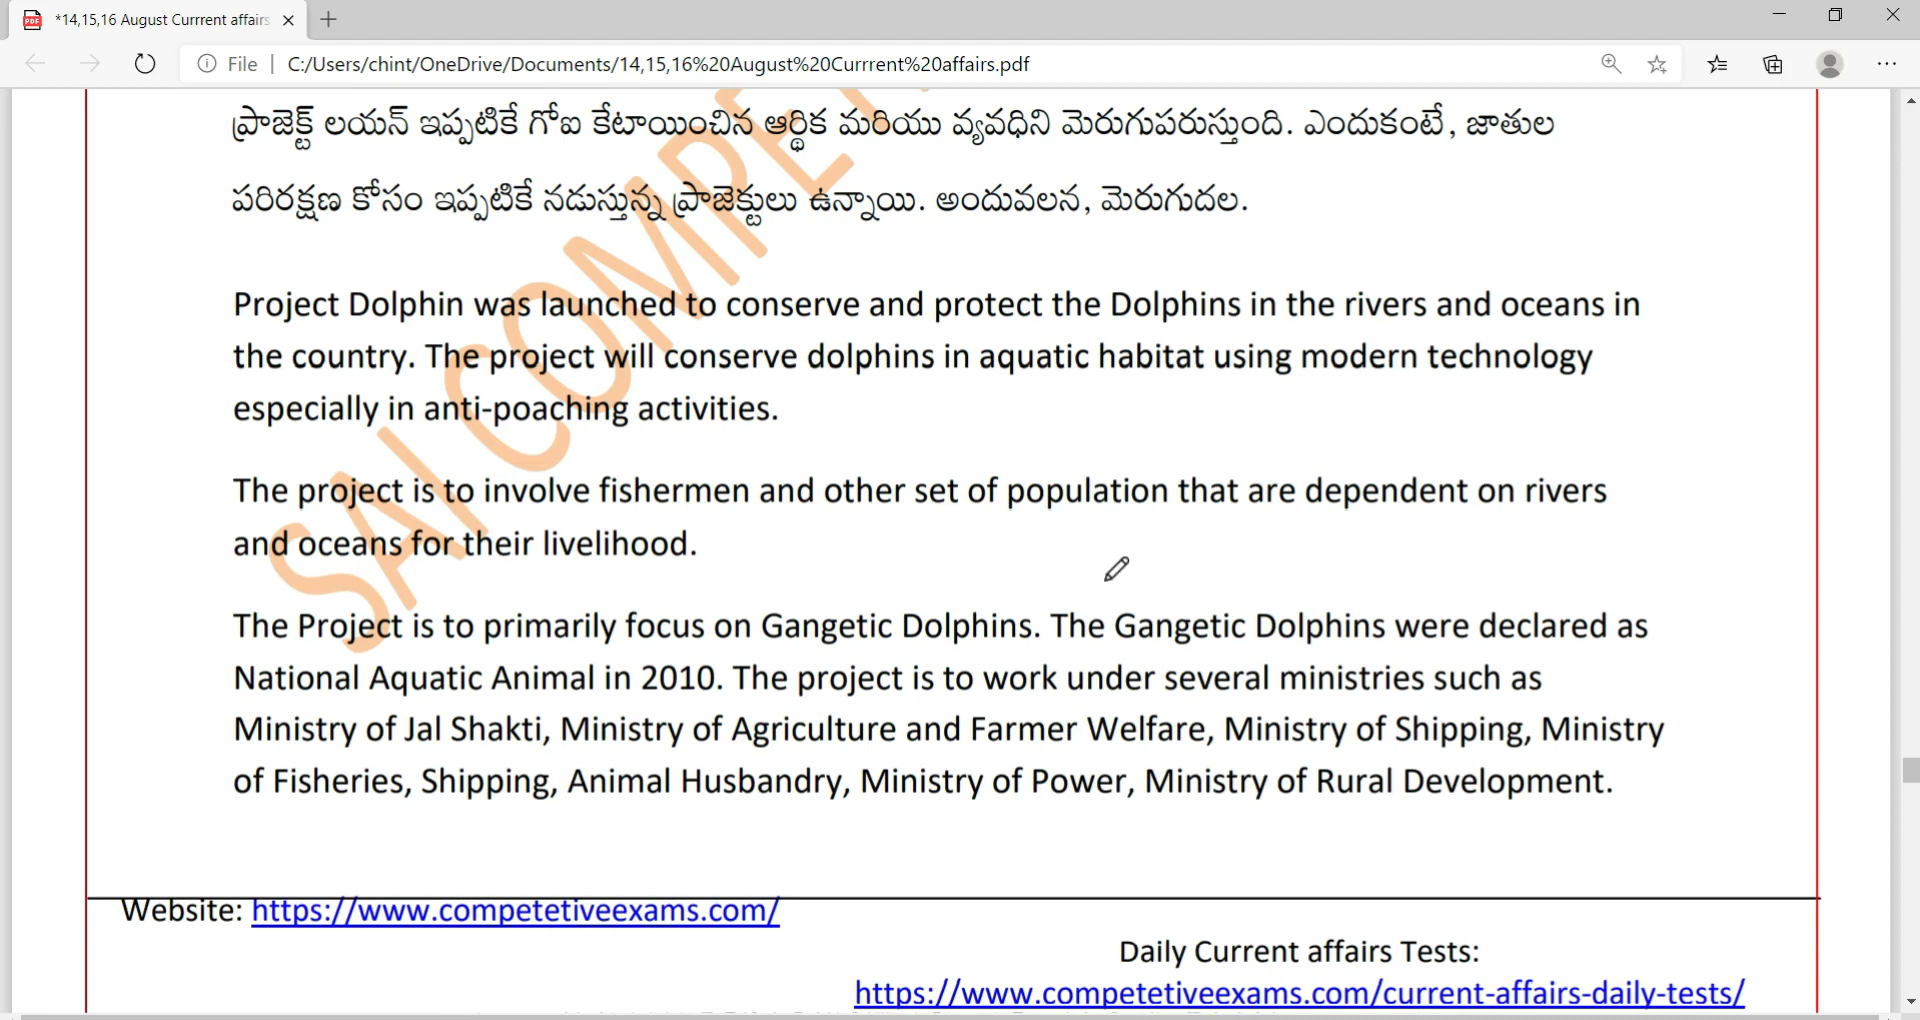 *14,15,16 August Currrent affairs
File | C:/Users/chint/OneDrive/Documents/14,15,16%20August%20Currrent%20affairs.pdf
ప్రాజెక్ట్ లయన్ ఇప్పటికే గోఐ కేటాయించిన ఆర్థిక మరియు వ్యవధిని మెరుగుపరుస్తుంది. ఎందుకంటే, జాతుల
పరిరక్షణ కోసం ఇప్పటికే నడుస్తున్న ప్రాజెక్టులు ఉన్నాయి. అందువలన, మెరుగుదల.
Project Dolphin was launched to conserve and protect the Dolphins in the rivers and oceans in
the country. The project will conserve dolphins in aquatic habitat using modern technology
especially in anti-poaching activities.
The project is to involve fishermen and other set of population that are dependent on rivers
and oceans for their livelihood.
The Project is to primarily focus on Gangetic Dolphins. The Gangetic Dolphins were declared as
National Aquatic Animal in 2010. The project is to work under several ministries such as
Ministry of Jal Shakti, Ministry of Agriculture and Farmer Welfare, Ministry of Shipping, Ministry
of Fisheries, Shipping, Animal Husbandry, Ministry of Power, Ministry of Rural Development.
SAI COMPE
Website: https://www.competetiveexams.com/
Daily Current affairs Tests:
https://www.competetiveexams.com/current-affairs-daily-tests/